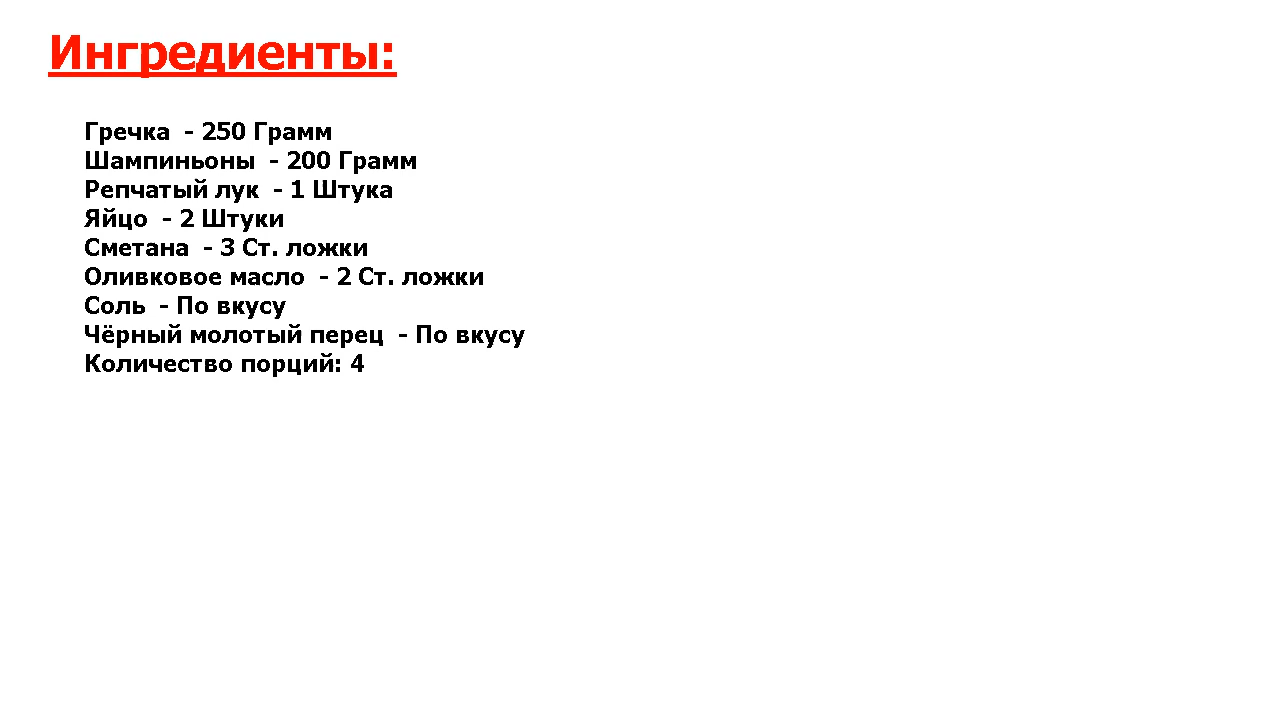 Ингредиенты:
Гречка  - 250 Грамм
Шампиньоны  - 200 Грамм
Репчатый лук  - 1 Штука
Яйцо  - 2 Штуки
Сметана  - 3 Ст. ложки
Оливковое масло  - 2 Ст. ложки
Соль  - По вкусу
Чёрный молотый перец  - По вкусу
Количество порций: 4